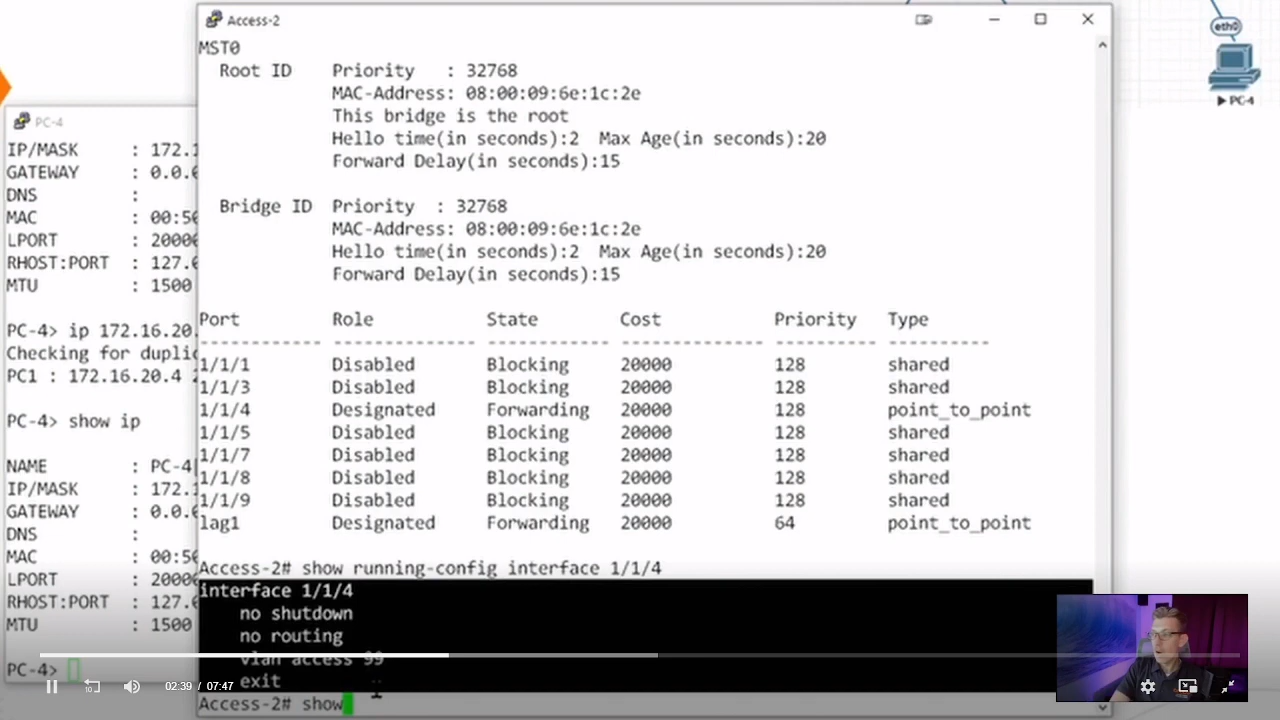 Access-2
MST0
Root ID Priority : 32768
MAC-Address: 08:00:09:6e:1c:2e
This bridge is the root
Hello time(in seconds):2 Max Age(in seconds):20
Forward Delay(in seconds):15
Bridge ID Priority : 32768
MAC-Address: 08:00:09:6e:1c:2e
Hello time(in seconds):2 Max Age(in seconds):20
Forward Delay(in seconds):15
Port Role State Cost Priority Type
------------ -------------- ------------ -------------- ---------- ----------
1/1/1 Disabled Blocking 20000 128 shared
1/1/3 Disabled Blocking 20000 128 shared
1/1/4 Designated Forwarding 20000 128 point_to_point
1/1/5 Disabled Blocking 20000 128 shared
1/1/7 Disabled Blocking 20000 128 shared
1/1/8 Disabled Blocking 20000 128 shared
1/1/9 Disabled Blocking 20000 128 shared
lag1 Designated Forwarding 20000 64 point_to_point
Access-2# show running-config interface 1/1/4
interface 1/1/4
no shutdown
no routing
vlan access 99
exit
Access-2# show
PC-4
IP/MASK : 172.1
GATEWAY : 0.0.0
DNS :
MAC : 00:50
LPORT : 20000
RHOST:PORT : 127.0
MTU : 1500
PC-4> ip 172.16.20.
Checking for duplic
PC1 : 172.16.20.4 2
PC-4> show ip
NAME : PC-4
IP/MASK : 172.1
GATEWAY : 0.0.0
DNS :
MAC : 00:50
LPORT : 20000
RHOST:PORT : 127.0
MTU : 1500
PC-4>
eth0
PC-4
10
02:39 / 07:47